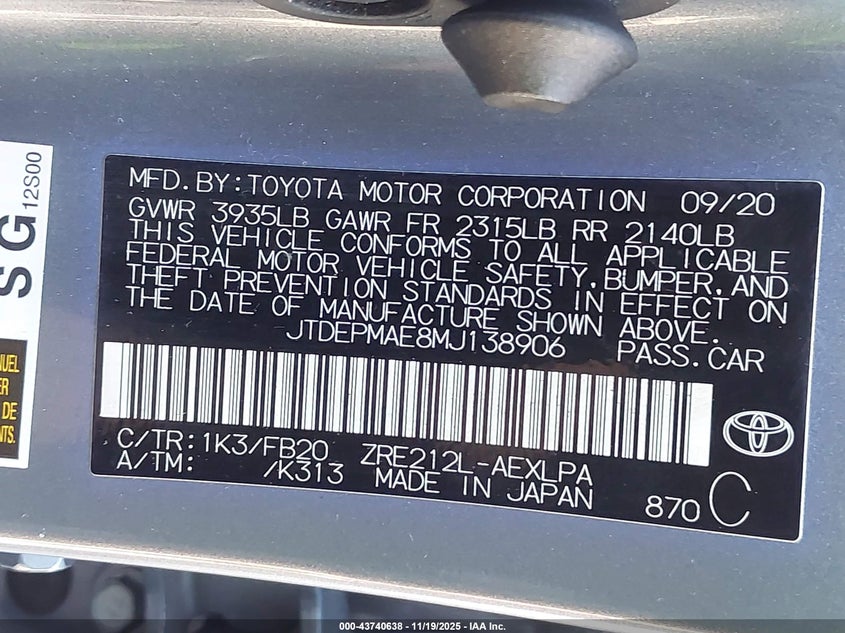 MFD.BY:TOYOTA MOTOR CORPORATION 09/20
GVWR 3935LB GAWR FR 2315LB RR 2140LB
THIS VEHICLE CONFORMS TO ALL APPLICABLE
FEDERAL MOTOR VEHICLE SAFETY,BUMPER,AND
THEFT PREVENTION STANDARDS IN EFFECT ON
THE DATE OF MANUFACTURE SHOWN ABOVE.
JTDEPMAE8MJ138906 PASS.CAR
C/TR:1K3/FB20 ZRE212L-AEXLPA
A/TM: /K313 MADE IN JAPAN 870 C
SG
12S00
DE
000-43740638 - 11/19/2025 - IAA Inc.